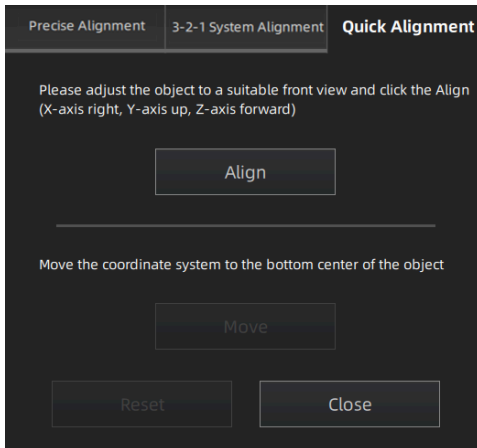 Precise Alignment
3-2-1 System Alignment
Quick Alignment
Please adjust the object to a suitable front view and click the Align
(X-axis right, Y-axis up, Z-axis forward)
Align
Move the coordinate system to the bottom center of the object
Move
Reset
Close